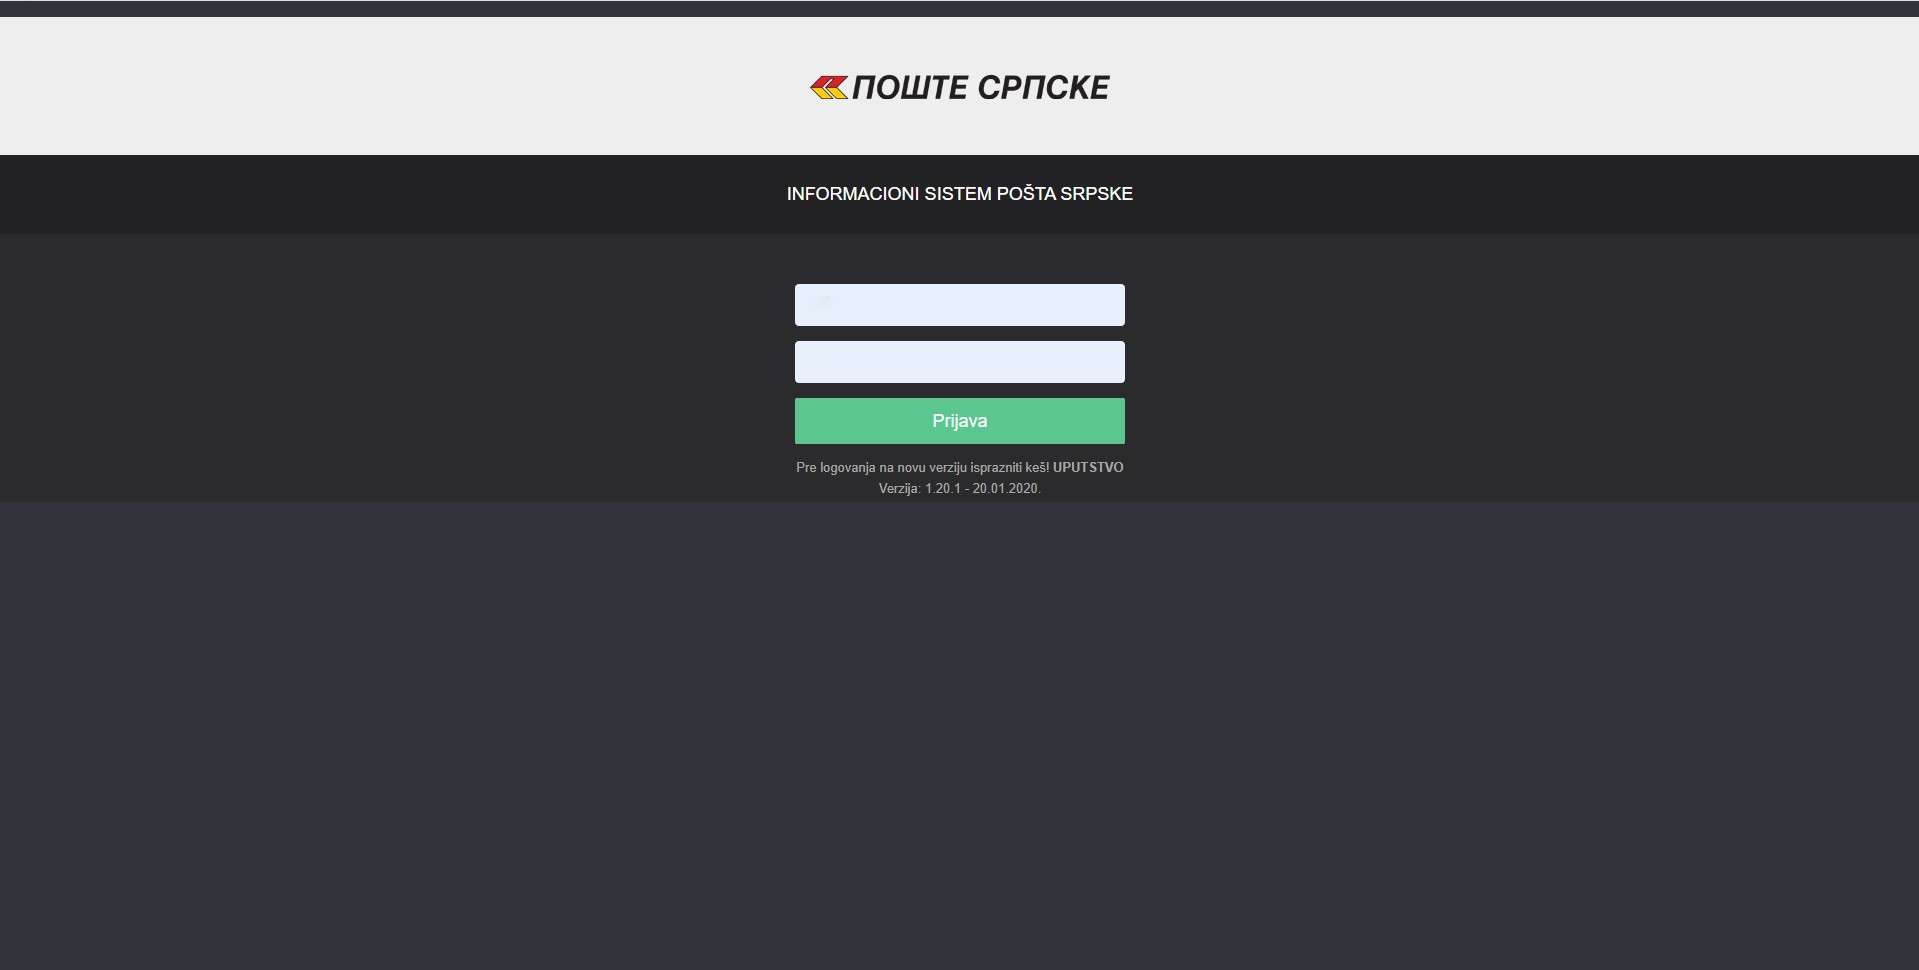 ПОШТЕ СРПСКЕ
INFORMACIONI SISTEM POŠTA SRPSKE
Prijava
Pre logovanja na novu verziju isprazniti keš! UPUTSTVO
Verzija: 1.20.1 - 20.01.2020.